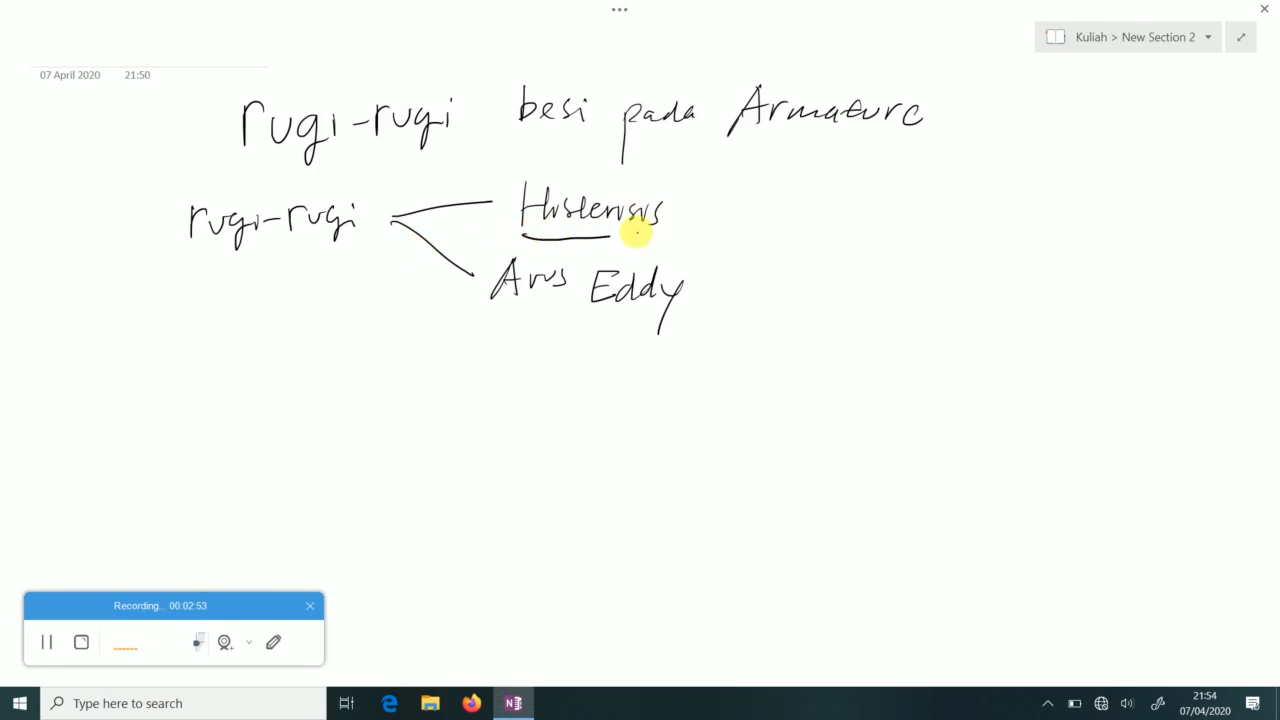 Kuliah > New Section 2
07 April 2020 21:50
rugi-rugi besi pada Armature
rugi-rugi
Histerisis
Arus Eddy
Recording... 00:02:53
Type here to search
21:54
07/04/2020